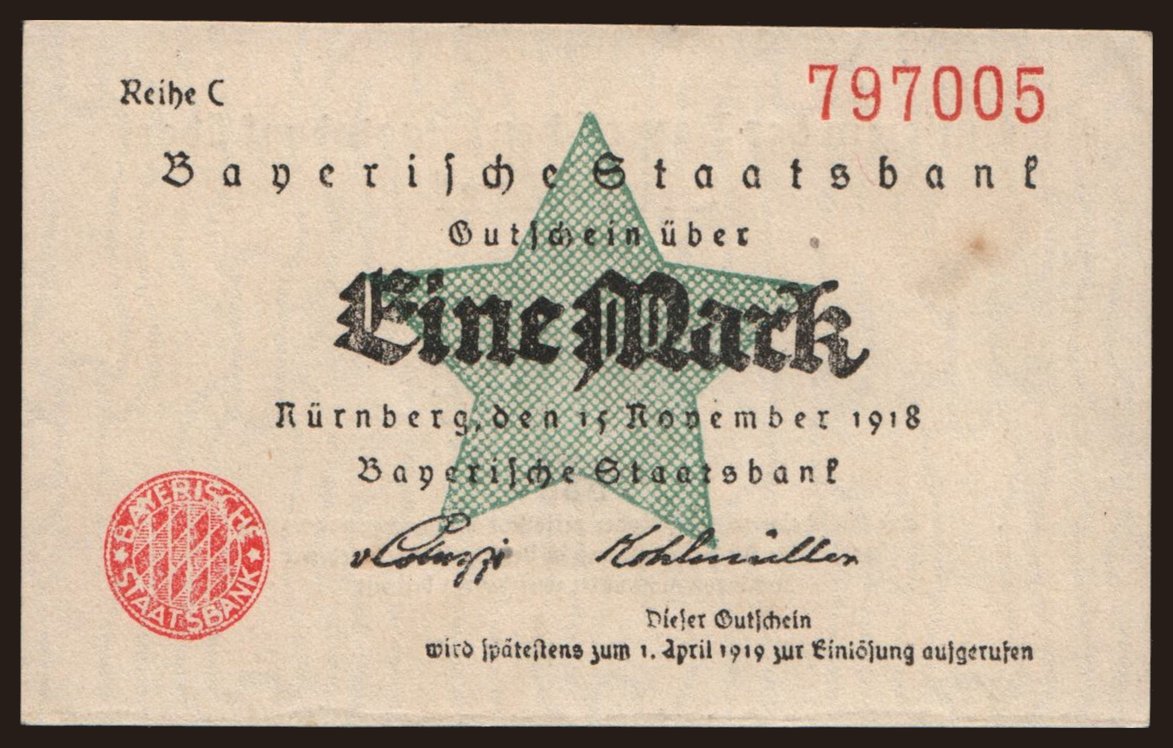 Reihe C
797005
Bayerische Staatsbank
Gutschein über
Eine Mark
Nürnberg, den 15 November 1918
Bayerische Staatsbank
Kohlmüller
BAYERISCHE STAATSBANK
Dieser Gutschein
wird spätestens zum 1. April 1919 zur Einlösung aufgerufen